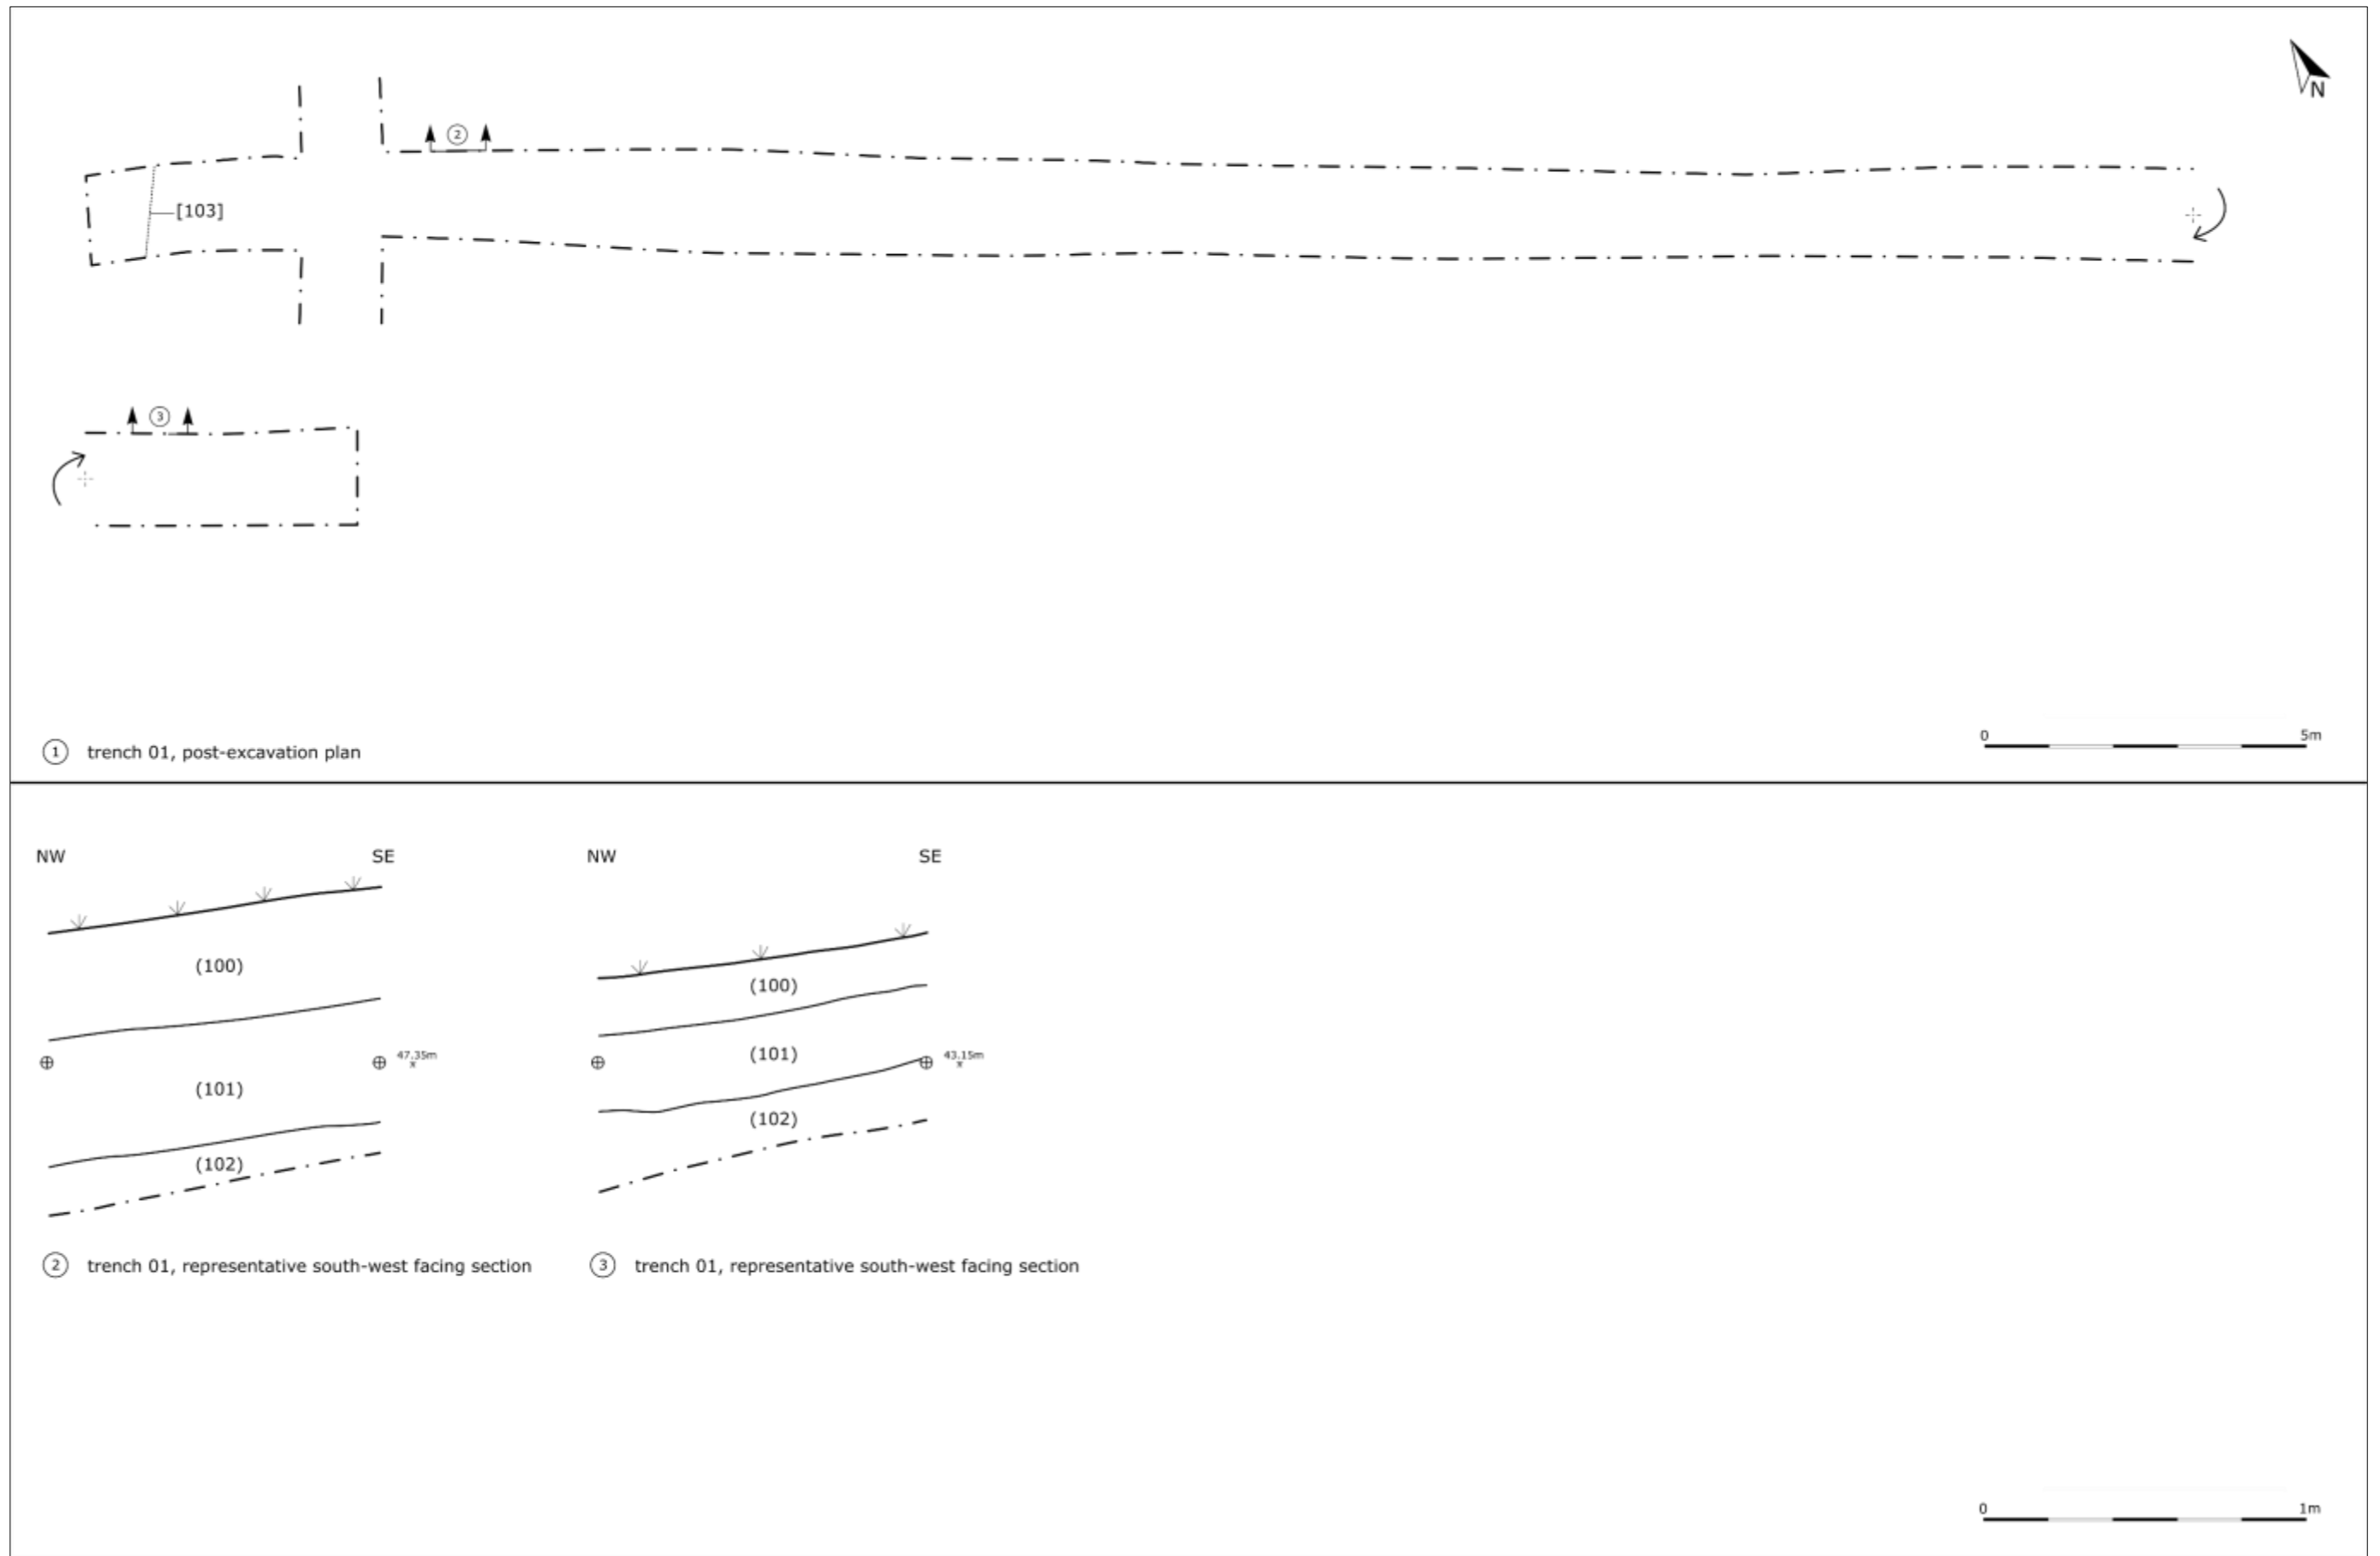 N
2
[103]
3
1 trench 01, post-excavation plan
0 5m
NW SE NW SE
(100)
(100)
47.35m
x
43.15m
x
(101)
(101)
(102)
(102)
2 trench 01, representative south-west facing section
3 trench 01, representative south-west facing section
0 1m